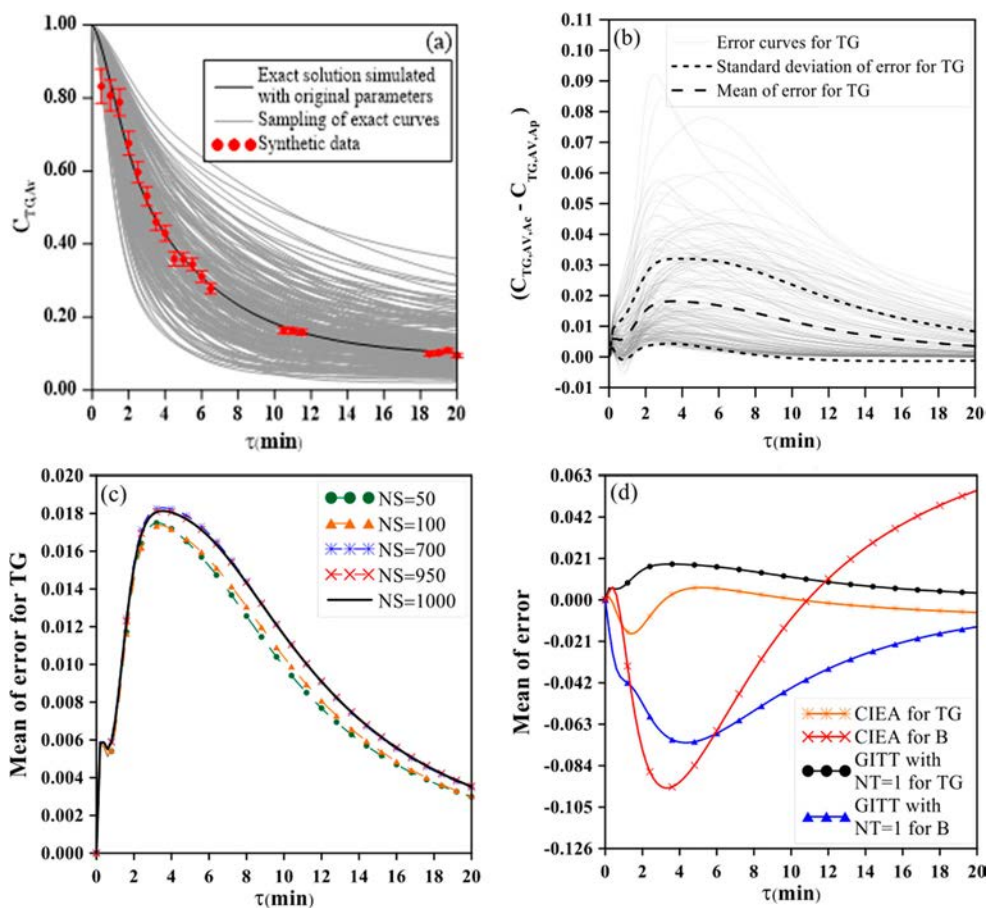 (a)
Exact solution simulated
with original parameters
Sampling of exact curves
Synthetic data
1.00
0.80
0.60
0.40
0.20
0.00
C_TG,Av
0 2 4 6 8 10 12 14 16 18 20
τ(min)
(b)
Error curves for TG
Standard deviation of error for TG
Mean of error for TG
0.11
0.09
0.08
0.07
0.06
0.05
0.04
0.03
0.02
0.01
0.00
-0.01
(C_TG,AV,Ac - C_TG,AV,Ap)
0 2 4 6 8 10 12 14 16 18 20
τ(min)
(c)
NS=50
NS=100
NS=700
NS=950
NS=1000
0.020
0.018
0.016
0.014
0.012
0.010
0.008
0.006
0.004
0.002
0.000
Mean of error for TG
0 2 4 6 8 10 12 14 16 18 20
τ(min)
(d)
0.063
0.042
0.021
0.000
-0.021
-0.042
-0.063
-0.084
-0.105
-0.126
Mean of error
CIEA for TG
CIEA for B
GITT with
NT=1 for TG
GITT with
NT=1 for B
0 2 4 6 8 10 12 14 16 18 20
τ(min)